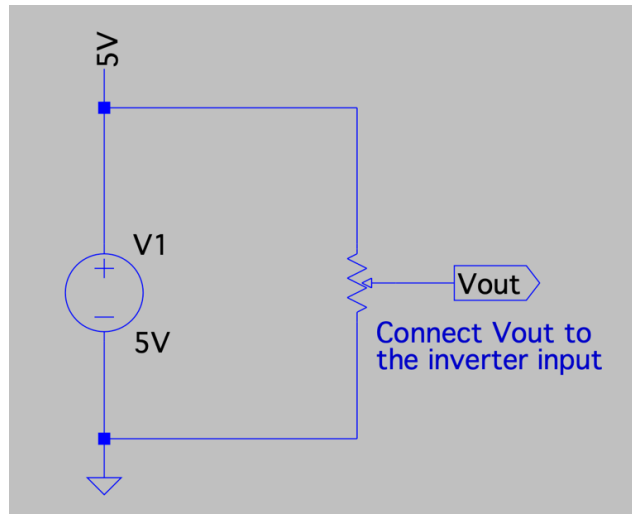 5V
V1
5V
Vout
Connect Vout to
the inverter input